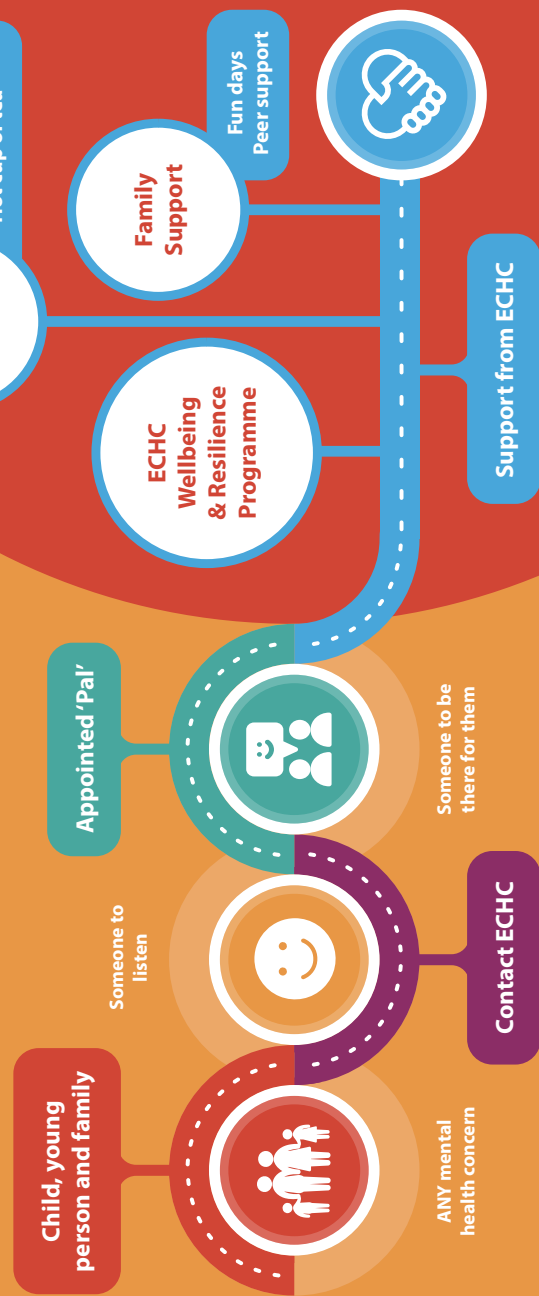 Child, young
person and family
ANY mental
health concern
Someone to
listen
Contact ECHC
Appointed ‘Pal’
Someone to be
there for them
ECHC
Wellbeing
& Resilience
Programme
Support from ECHC
Family
Support
Fun days
Peer support